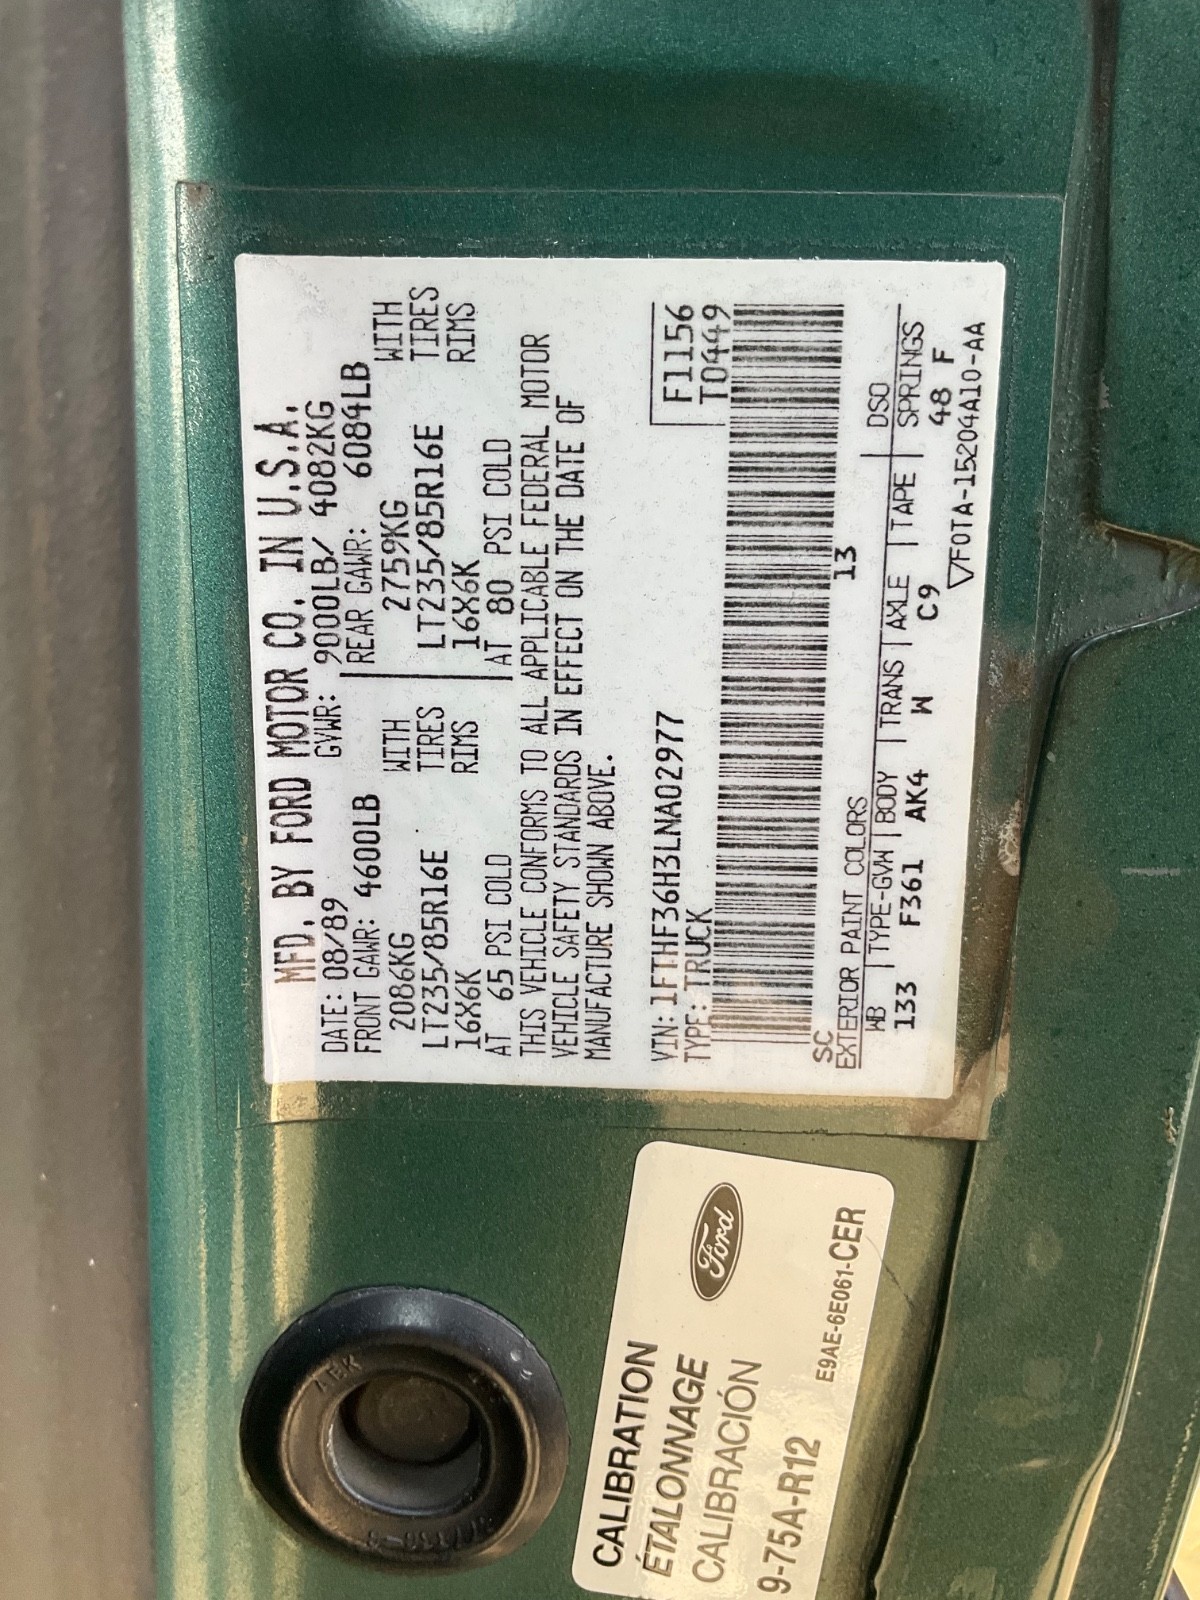 MFD. BY FORD MOTOR CO. IN U.S.A.
DATE: 08/89 GVWR: 9000LB/ 4082KG
FRONT GAWR: 4600LB REAR GAWR: 6084LB
2086KG WITH 2759KG WITH
LT235/85R16E TIRES LT235/85R16E TIRES
16X6K RIMS 16X6K RIMS
AT 65 PSI COLD AT 80 PSI COLD
THIS VEHICLE CONFORMS TO ALL APPLICABLE FEDERAL MOTOR
VEHICLE SAFETY STANDARDS IN EFFECT ON THE DATE OF
MANUFACTURE SHOWN ABOVE.
VIN: 1FTHF36H3LNA02977 F1156
TYPE: TRUCK T0449
SC 13
EXTERIOR PAINT COLORS DSO
WB TYPE-GVW BODY TRANS AXLE TAPE SPRINGS
133 F361 AK4 W C9 48 F
▽F0TA-15204A10-AA
CALIBRATION
ÉTALONNAGE
CALIBRACIÓN
Ford
9-75A-R12 E9AE-6E061-CER